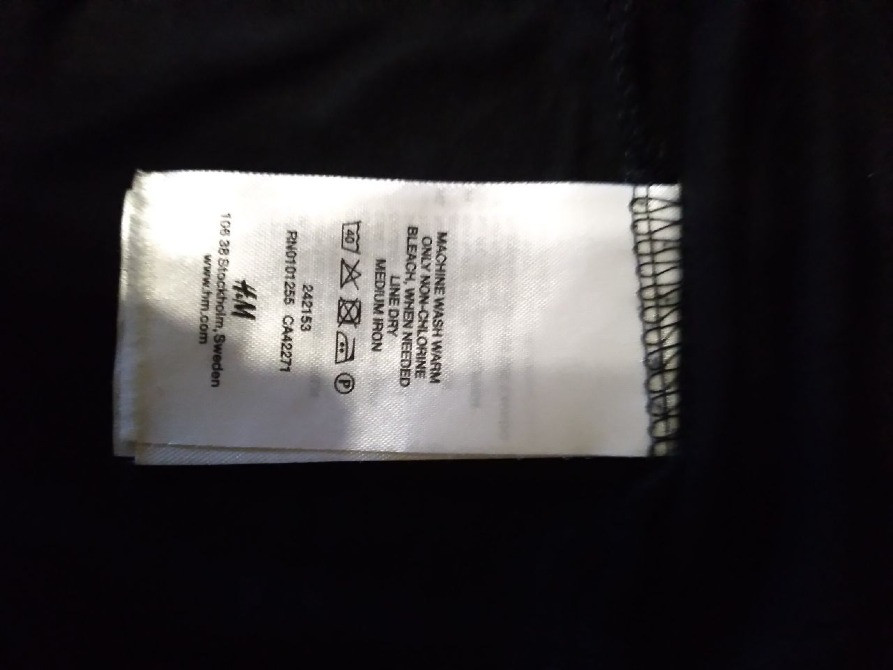 MACHINE WASH WARM
ONLY NON-CHLORINE
BLEACH, WHEN NEEDED
LINE DRY
MEDIUM IRON
40 P
242153
RN0101255 CA42271
H&M
106 38 Stockholm, Sweden
www.hm.com